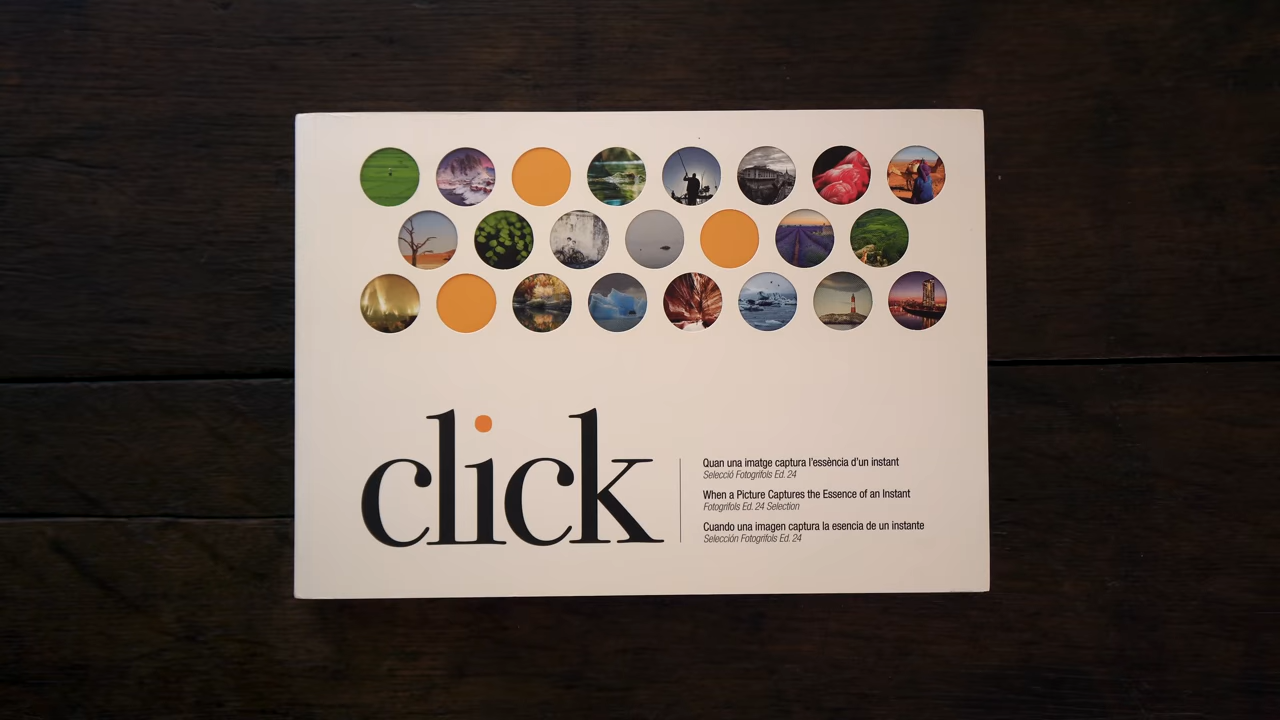 click
Quan una imatge captura l'essència d'un instant
Selecció Fotogrifols Ed. 24
When a Picture Captures the Essence of an Instant
Fotogrifols Ed. 24 Selection
Cuando una imagen captura la esencia de un instante
Selección Fotogrifols Ed. 24